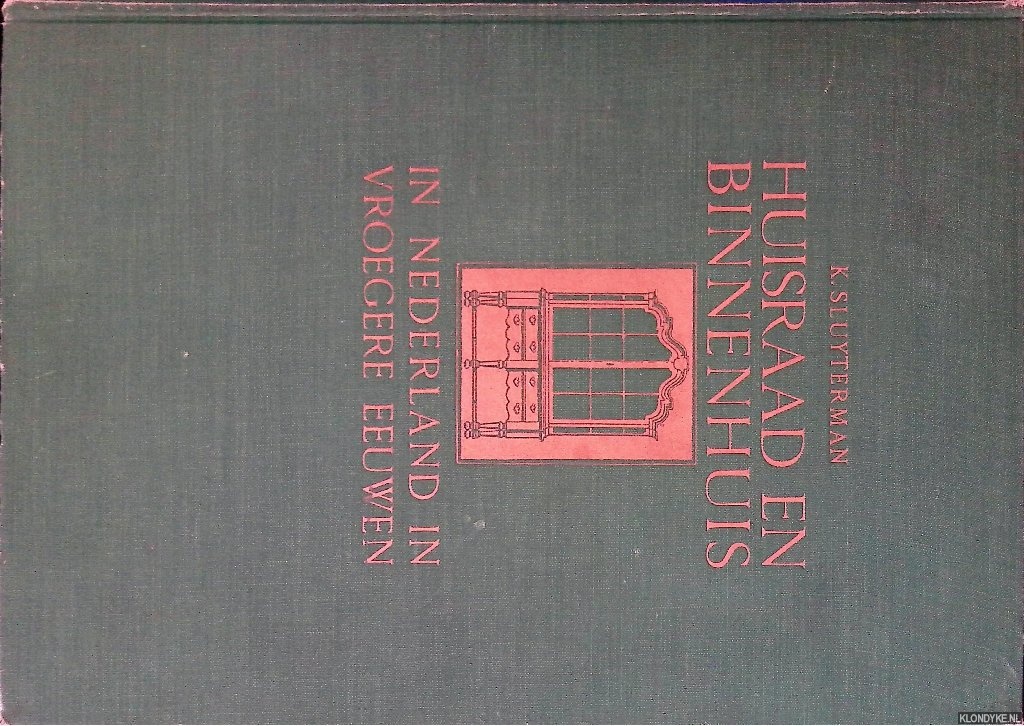 K. SLUYTERMAN
HUISRAAD EN
BINNENHUIS
IN NEDERLAND IN
VROEGERE EEUWEN
KLONDYKE.NL